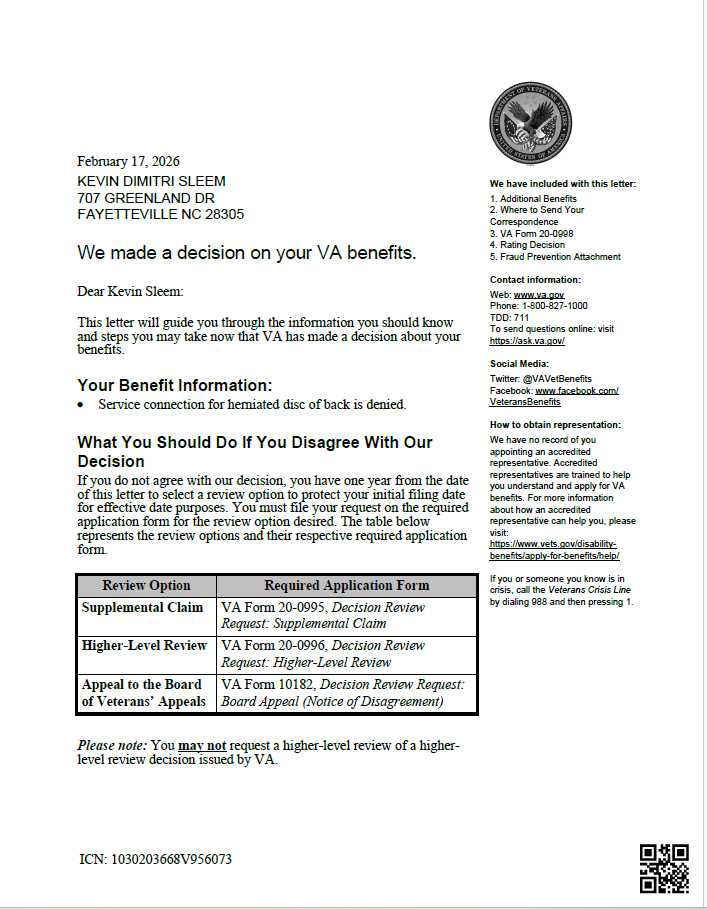 February 17, 2026
KEVIN DIMITRI SLEEM
707 GREENLAND DR
FAYETTEVILLE NC 28305
We made a decision on your VA benefits.
Dear Kevin Sleem:
This letter will guide you through the information you should know
and steps you may take now that VA has made a decision about your
benefits.
Your Benefit Information:
• Service connection for herniated disc of back is denied.
What You Should Do If You Disagree With Our
Decision
If you do not agree with our decision, you have one year from the date
of this letter to select a review option to protect your initial filing date
for effective date purposes. You must file your request on the required
application form for the review option desired. The table below
represents the review options and their respective required application
form.
Review Option Required Application Form
Supplemental Claim VA Form 20-0995, Decision Review
Request: Supplemental Claim
Higher-Level Review VA Form 20-0996, Decision Review
Request: Higher-Level Review
Appeal to the Board VA Form 10182, Decision Review Request:
of Veterans' Appeals Board Appeal (Notice of Disagreement)
Please note: You may not request a higher-level review of a higher-
level review decision issued by VA.
ICN: 1030203668V956073
DEPARTMENT OF VETERANS AFFAIRS
UNITED STATES OF AMERICA
We have included with this letter:
1. Additional Benefits
2. Where to Send Your
Correspondence
3. VA Form 20-0998
4. Rating Decision
5. Fraud Prevention Attachment
Contact information:
Web: www.va.gov
Phone: 1-800-827-1000
TDD: 711
To send questions online: visit
https://ask.va.gov/
Social Media:
Twitter: @VAVetBenefits
Facebook: www.facebook.com/
VeteransBenefits
How to obtain representation:
We have no record of you
appointing an accredited
representative. Accredited
representatives are trained to help
you understand and apply for VA
benefits. For more information
about how an accredited
representative can help you, please
visit:
https://www.vets.gov/disability-
benefits/apply-for-benefits/help/
If you or someone you know is in
crisis, call the Veterans Crisis Line
by dialing 988 and then pressing 1.